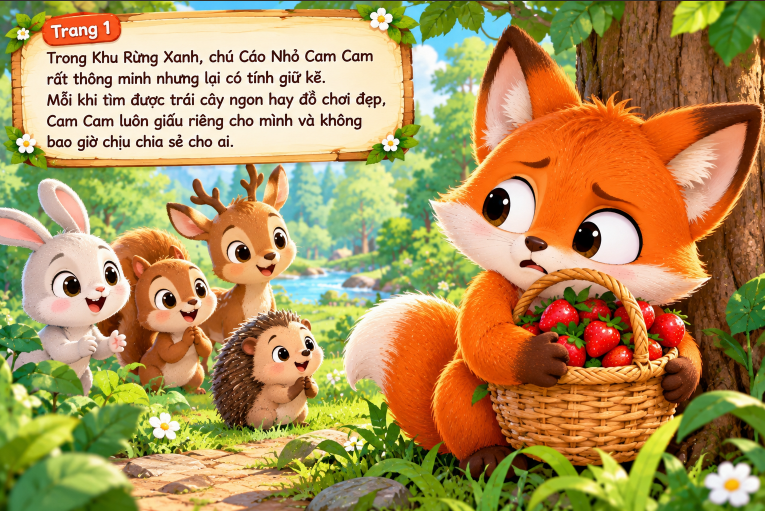 Trang 1
Trong Khu Rừng Xanh, chú Cáo Nhỏ Cam Cam
rất thông minh nhưng lại có tính giữ kẽ.
Mỗi khi tìm được trái cây ngon hay đồ chơi đẹp,
Cam Cam luôn giấu riêng cho mình và không
bao giờ chịu chia sẻ cho ai.